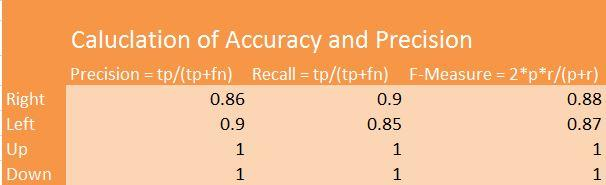 Caluclation of Accuracy and Precision
Precision = tp/(tp+fn) Recall = tp/(tp+fn) F-Measure = 2*p*r/(p+r)
Right 0.86 0.9 0.88
Left 0.9 0.85 0.87
Up 1 1 1
Down 1 1 1